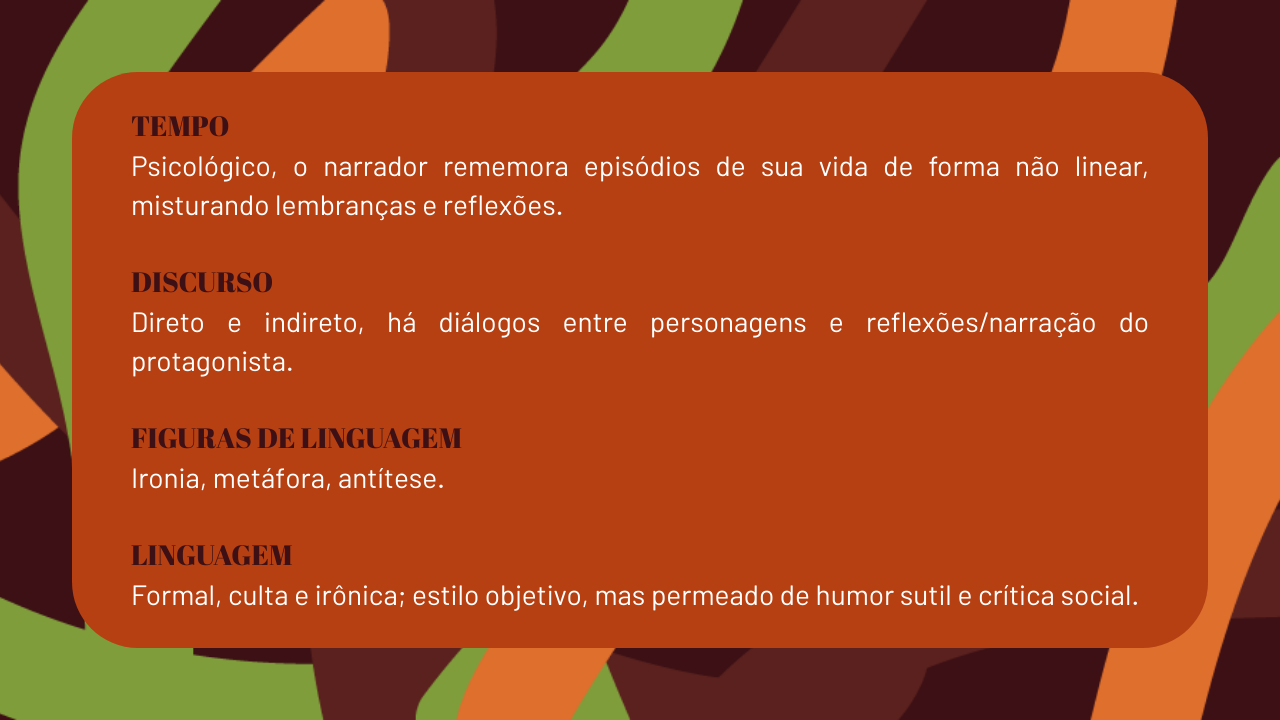 TEMPO
Psicológico, o narrador rememora episódios de sua vida de forma não linear,
misturando lembranças e reflexões.
DISCURSO
Direto e indireto, há diálogos entre personagens e reflexões/narração do
protagonista.
FIGURAS DE LINGUAGEM
Ironia, metáfora, antítese.
LINGUAGEM
Formal, culta e irônica; estilo objetivo, mas permeado de humor sutil e crítica social.